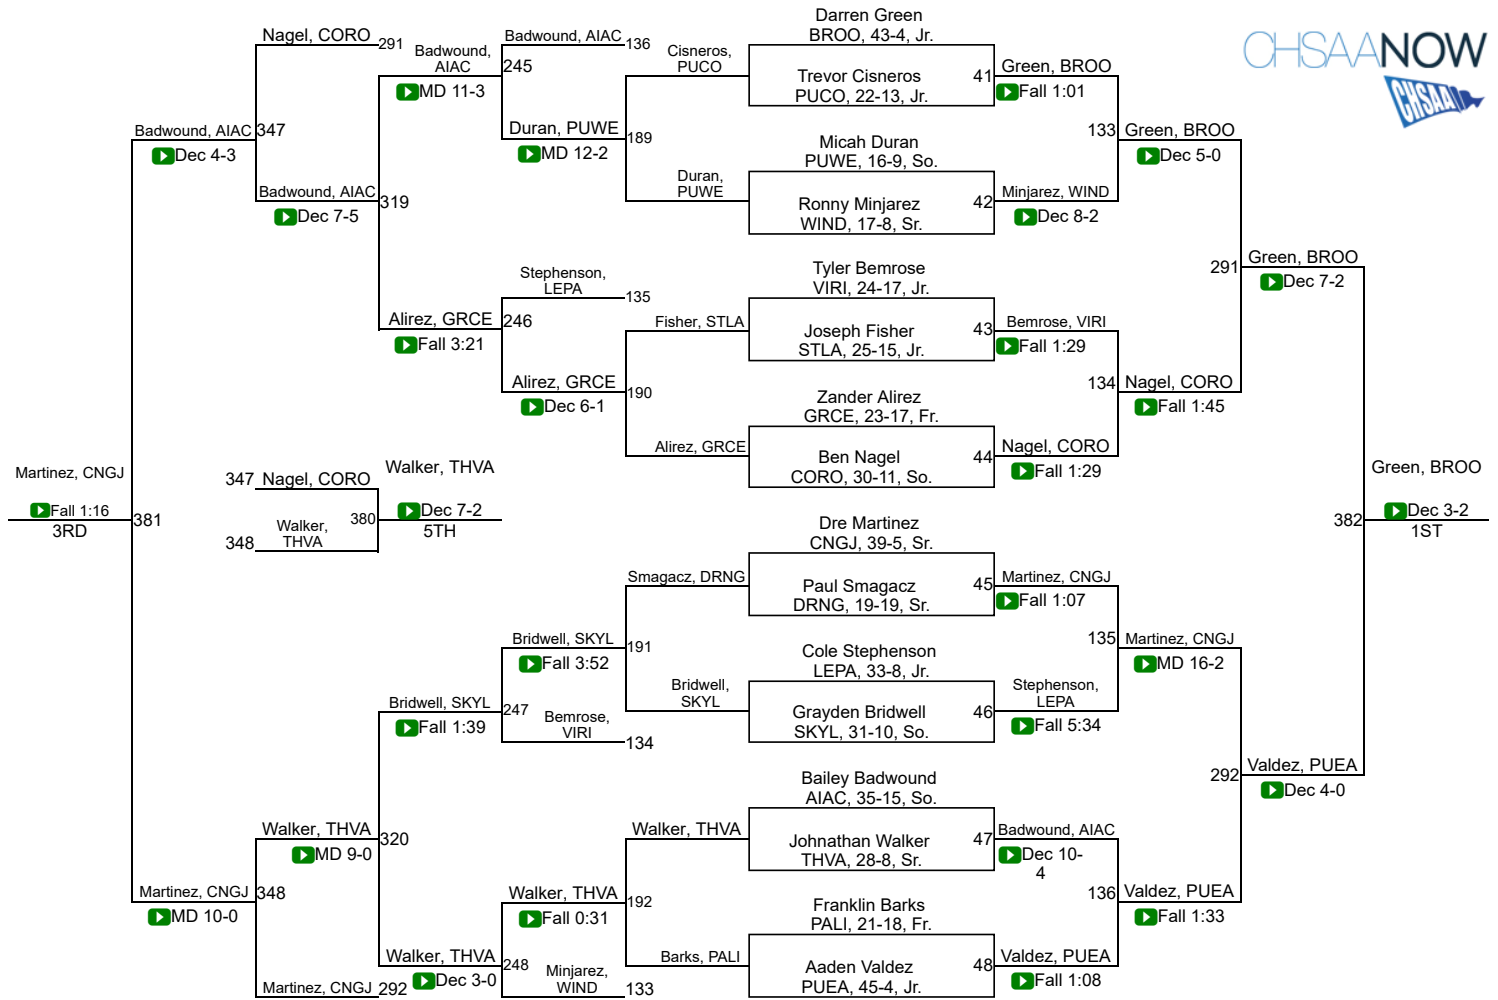 Darren Green
BROO, 43-4, Jr.
CHSAANOW
CHSAA
Nagel, CORO
291
Badwound,
AIAC
Badwound, AIAC
136
245
MD 11-3
Cisneros,
PUCO
Trevor Cisneros
PUCO, 22-13, Jr.
41
Green, BROO
Fall 1:01
Badwound, AIAC
347
Dec 4-3
Duran, PUWE
189
MD 12-2
Micah Duran
PUWE, 16-9, So.
133
Green, BROO
Dec 5-0
Badwound, AIAC
319
Dec 7-5
Duran,
PUWE
Ronny Minjarez
WIND, 17-8, Sr.
42
Minjarez, WIND
Dec 8-2
Stephenson,
LEPA
135
Tyler Bemrose
VIRI, 24-17, Jr.
291
Green, BROO
Dec 7-2
Alirez, GRCE
246
Fall 3:21
Fisher, STLA
Joseph Fisher
STLA, 25-15, Jr.
43
Bemrose, VIRI
Fall 1:29
Alirez, GRCE
190
Dec 6-1
Zander Alirez
GRCE, 23-17, Fr.
134
Nagel, CORO
Fall 1:45
Alirez, GRCE
Ben Nagel
CORO, 30-11, So.
44
Nagel, CORO
Fall 1:29
Martinez, CNGJ
Fall 1:16
3RD
381
347
Nagel, CORO
Walker, THVA
348
Walker,
THVA
380
Dec 7-2
5TH
Green, BROO
382
Dec 3-2
1ST
Dre Martinez
CNGJ, 39-5, Sr.
Smagacz, DRNG
Paul Smagacz
DRNG, 19-19, Sr.
45
Martinez, CNGJ
Fall 1:07
Bridwell, SKYL
191
Fall 3:52
Cole Stephenson
LEPA, 33-8, Jr.
135
Martinez, CNGJ
MD 16-2
Bridwell, SKYL
247
Fall 1:39
Bemrose,
VIRI
134
Bridwell,
SKYL
Grayden Bridwell
SKYL, 31-10, So.
46
Stephenson,
LEPA
Fall 5:34
Bailey Badwound
AIAC, 35-15, So.
292
Valdez, PUEA
Dec 4-0
Walker, THVA
320
MD 9-0
Walker, THVA
Johnathan Walker
THVA, 28-8, Sr.
47
Badwound, AIAC
Dec 10-
4
Martinez, CNGJ
348
MD 10-0
Walker, THVA
192
Fall 0:31
Franklin Barks
PALI, 21-18, Fr.
136
Valdez, PUEA
Fall 1:33
Walker, THVA
248
Dec 3-0
Barks, PALI
Aaden Valdez
PUEA, 45-4, Jr.
48
Valdez, PUEA
Fall 1:08
Martinez, CNGJ
292
Minjarez,
WIND
133